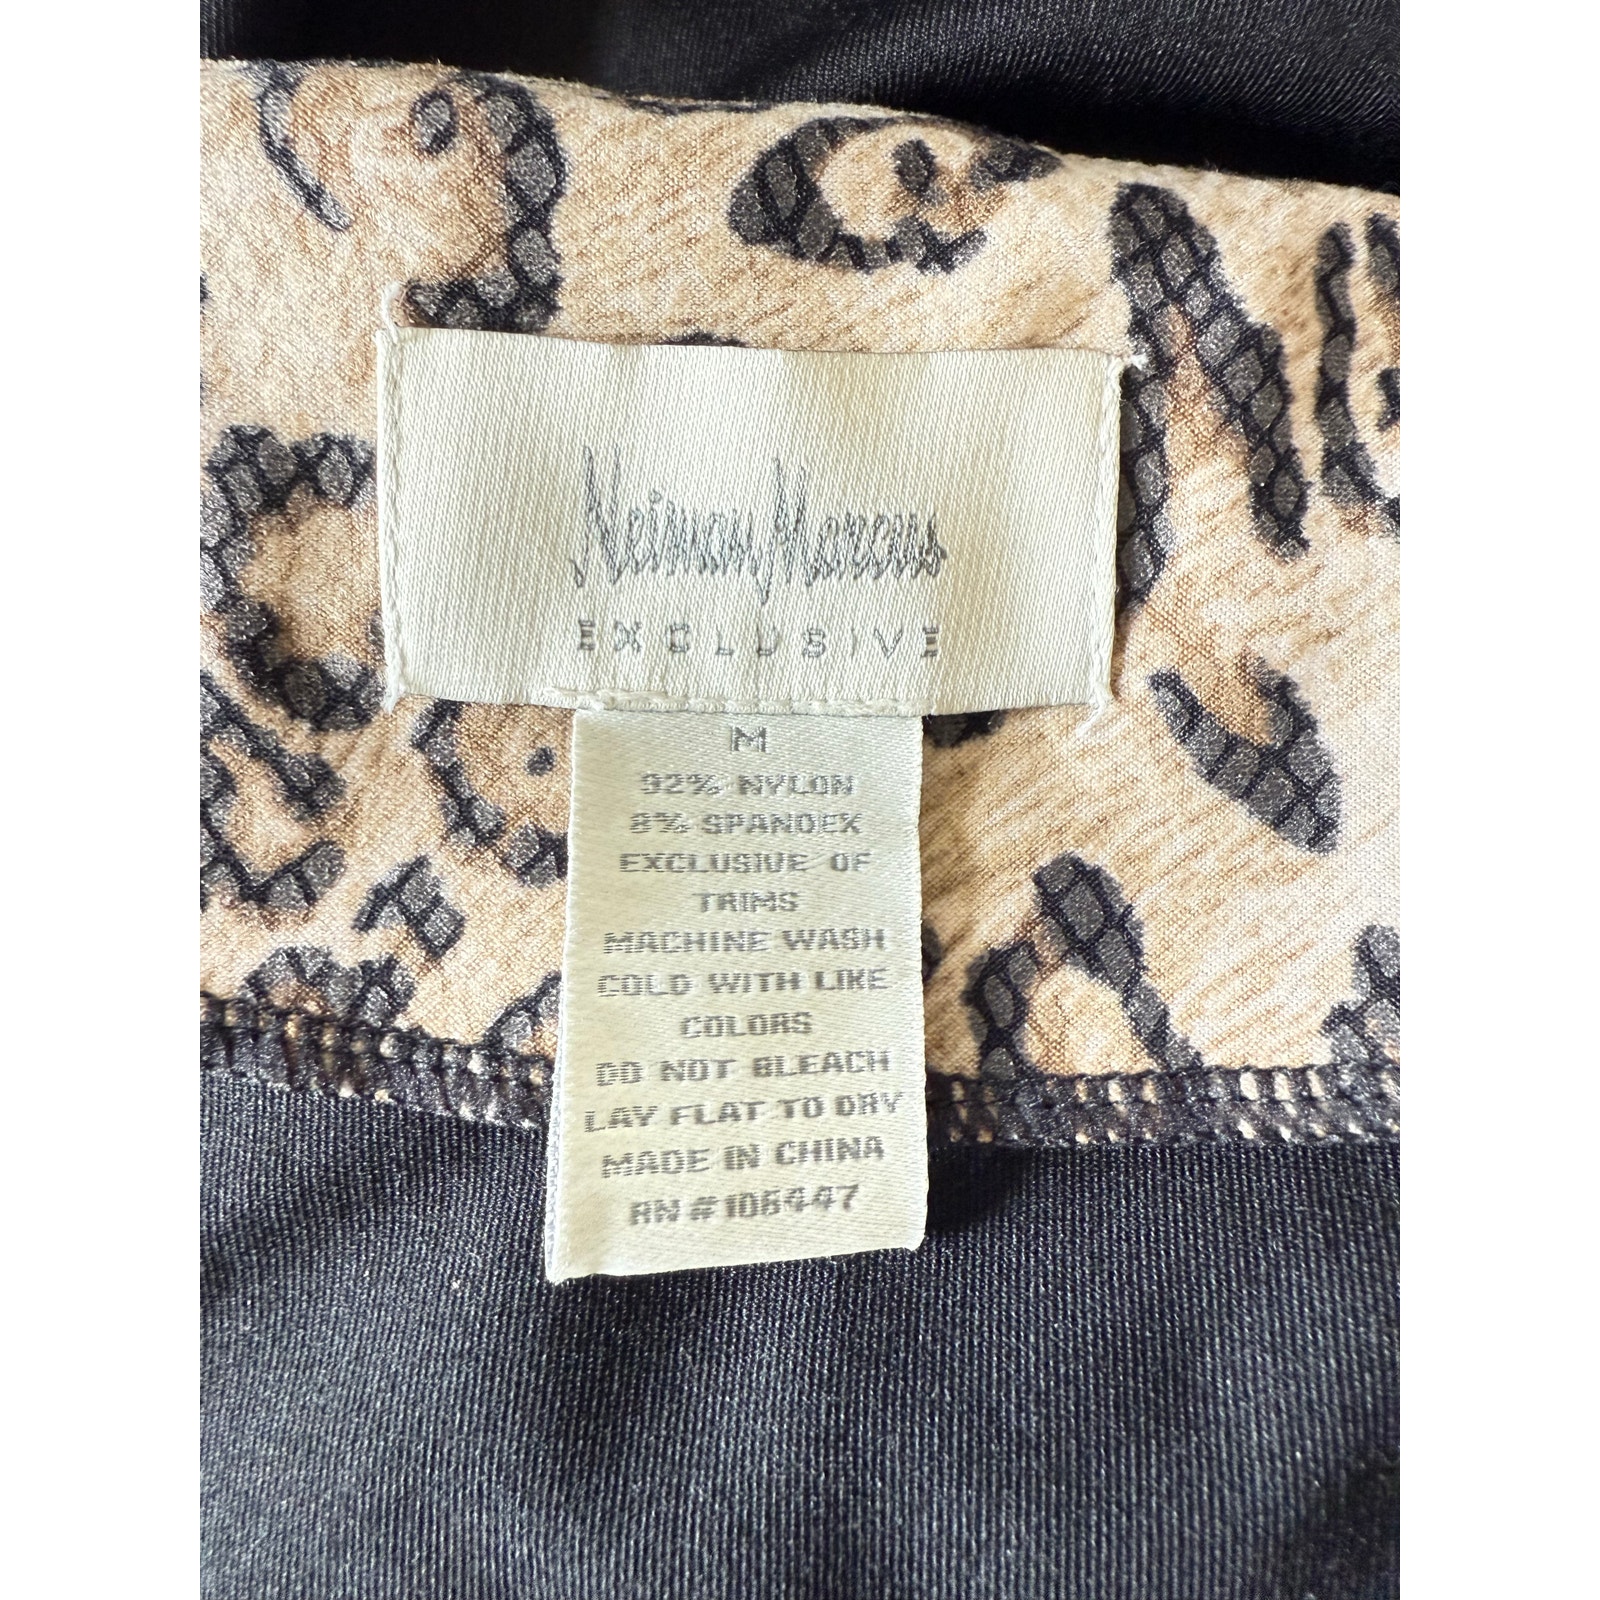 Neiman Marcus
EXCLUSIVE
M
92% NYLON
8% SPANDEX
EXCLUSIVE OF
TRIMS
MACHINE WASH
COLD WITH LIKE
COLORS
DO NOT BLEACH
LAY FLAT TO DRY
MADE IN CHINA
RN #106447